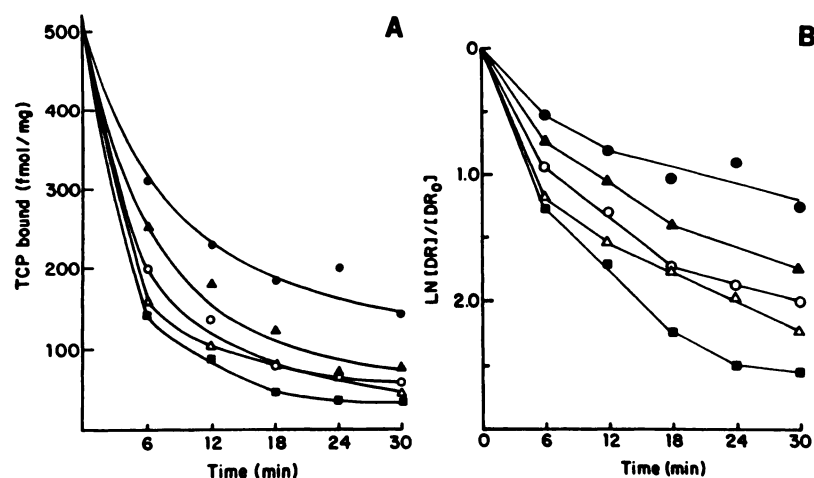 A
500
400
300
200
100
TCP bound (fmol/mg)
6 12 18 24 30
Time (min)
B
0
1.0
2.0
LN [DR]/[DR₀]
0 6 12 18 24 30
Time (min)